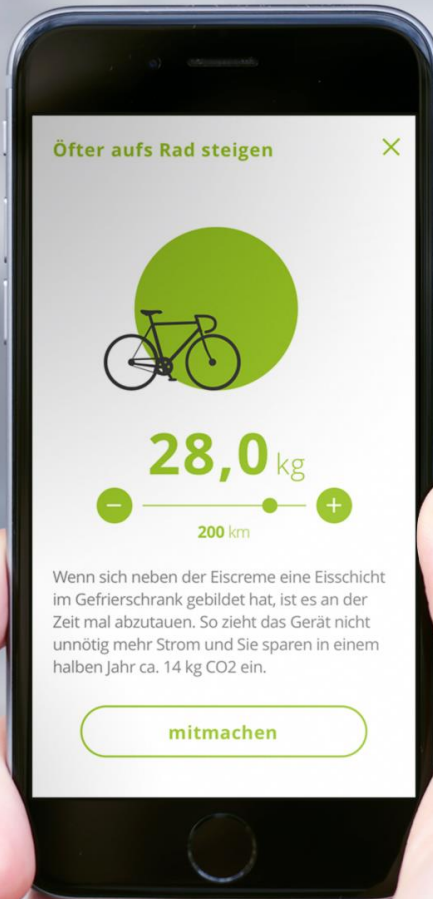 Öfter aufs Rad steigen
28,0 kg
200 km
Wenn sich neben der Eiscreme eine Eisschicht
im Gefrierschrank gebildet hat, ist es an der
Zeit mal abzutauen. So zieht das Gerät nicht
unnötig mehr Strom und Sie sparen in einem
halben Jahr ca. 14 kg CO2 ein.
mitmachen